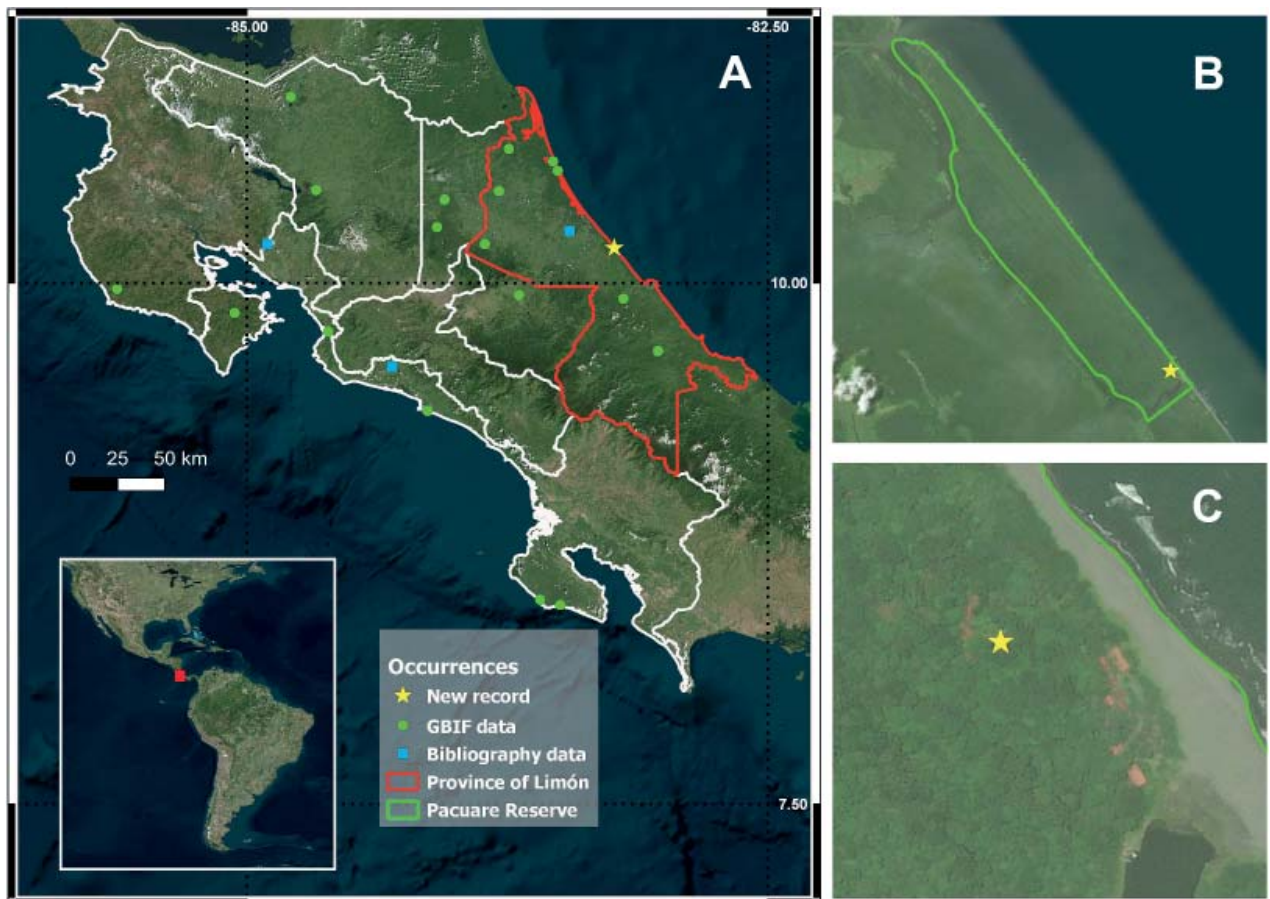 -85.00
-82.50
A
10.00
0 25 50 km
7.50
Occurrences
New record
GBIF data
Bibliography data
Province of Limón
Pacuare Reserve
B
C